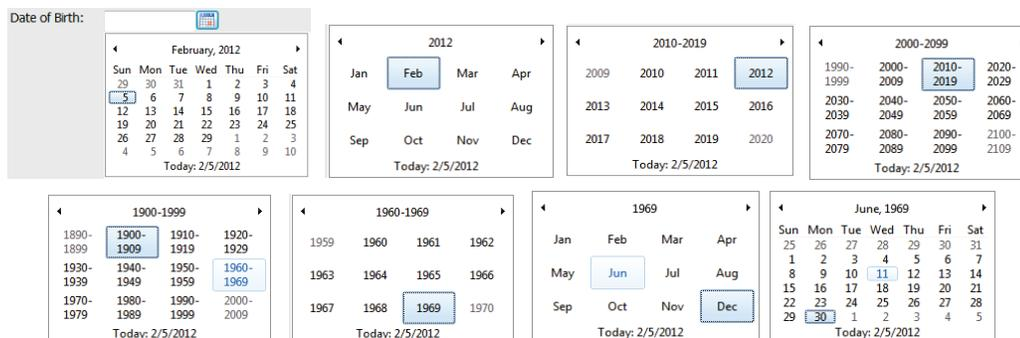 Date of Birth:
February, 2012
Sun Mon Tue Wed Thu Fri Sat
29 30 31 1 2 3 4
5 6 7 8 9 10 11
12 13 14 15 16 17 18
19 20 21 22 23 24 25
26 27 28 29 1 2 3
4 5 6 7 8 9 10
Today: 2/5/2012
2012
Jan Feb Mar Apr
May Jun Jul Aug
Sep Oct Nov Dec
Today: 2/5/2012
2010-2019
2009 2010 2011 2012
2013 2014 2015 2016
2017 2018 2019 2020
Today: 2/5/2012
2000-2099
1990- 2000- 2010- 2020-
1999 2009 2019 2029
2030- 2040- 2050- 2060-
2039 2049 2059 2069
2070- 2080- 2090- 2100-
2079 2089 2099 2109
Today: 2/5/2012
1900-1999
1890- 1900- 1910- 1920-
1899 1909 1919 1929
1930- 1940- 1950- 1960-
1939 1949 1959 1969
1970- 1980- 1990- 2000-
1979 1989 1999 2009
Today: 2/5/2012
1960-1969
1959 1960 1961 1962
1963 1964 1965 1966
1967 1968 1969 1970
Today: 2/5/2012
1969
Jan Feb Mar Apr
May Jun Jul Aug
Sep Oct Nov Dec
Today: 2/5/2012
June, 1969
Sun Mon Tue Wed Thu Fri Sat
25 26 27 28 29 30 31
1 2 3 4 5 6 7
8 9 10 11 12 13 14
15 16 17 18 19 20 21
22 23 24 25 26 27 28
29 30 1 2 3 4 5
Today: 2/5/2012